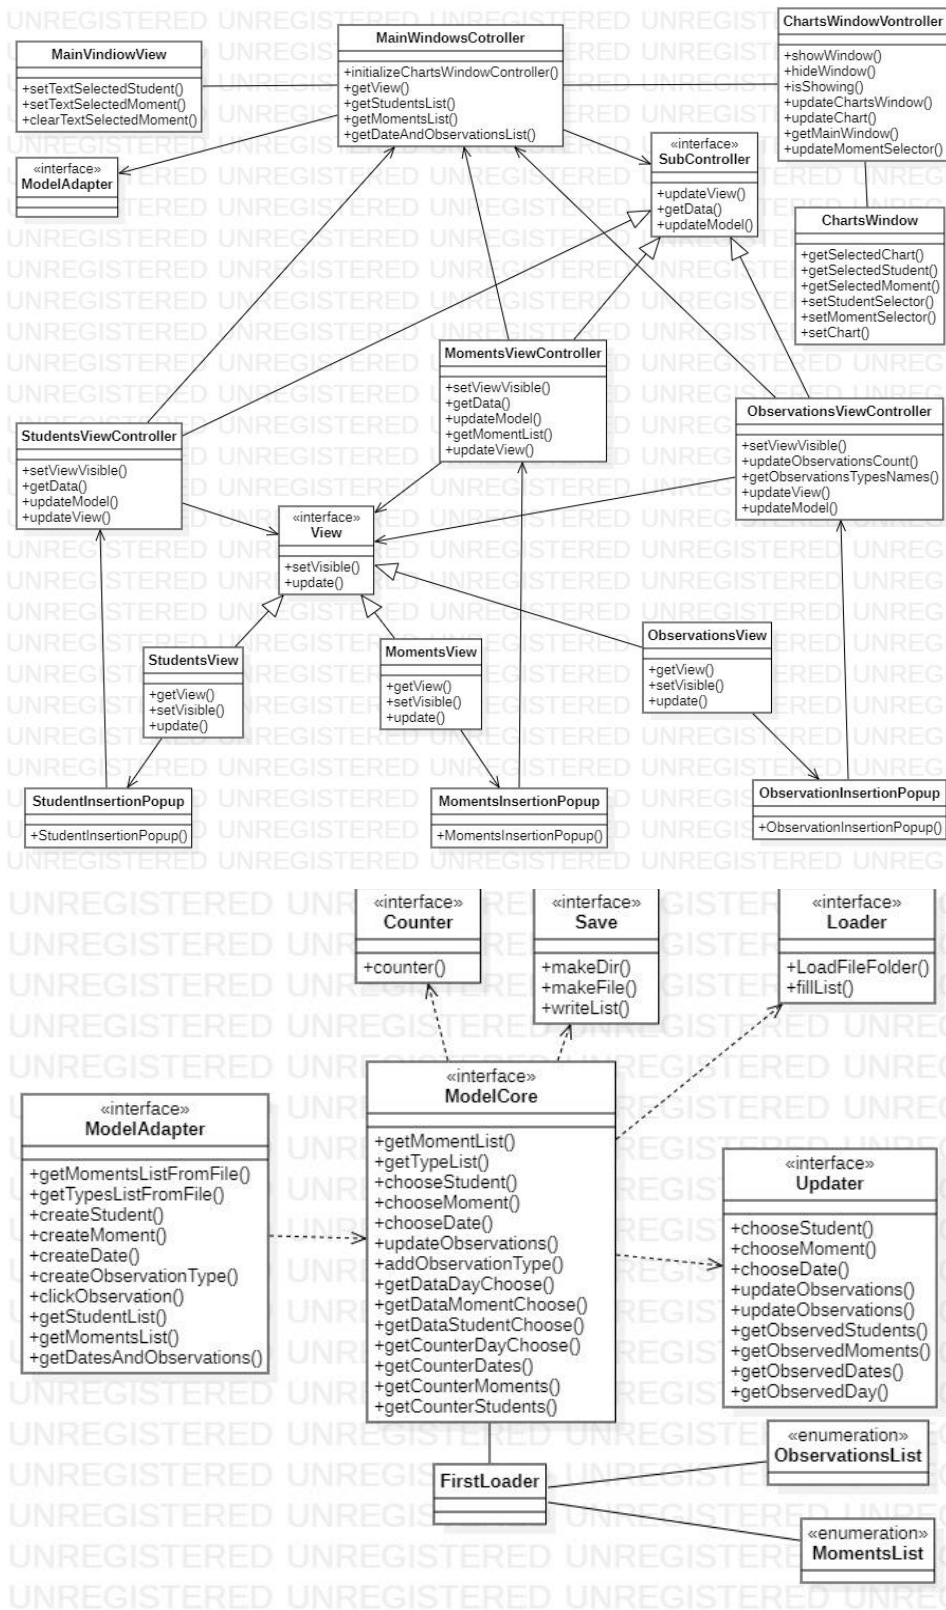 MainVindiowView
+setTextSelectedStudent()
+setTextSelectedMoment()
+clearTextSelectedMoment()
MainWindowsCotroller
+initializeChartsWindowController()
+getView()
+getStudentsList()
+getMomentsList()
+getDateAndObservationsList()
ChartsWindowVontroller
+showWindow()
+hideWindow()
+isShowing()
+updateChartsWindow()
+updateChart()
+getMainWindow()
+updateMomentSelector()
«interface»
ModelAdapter
«interface»
SubController
+updateView()
+getData()
+updateModel()
ChartsWindow
+getSelectedChart()
+getSelectedStudent()
+getSelectedMoment()
+setStudentSelector()
+setMomentSelector()
+setChart()
MomentsViewController
+setViewVisible()
+getData()
+updateModel()
+getMomentList()
+updateView()
StudentsViewController
+setViewVisible()
+getData()
+updateModel()
+updateView()
ObservationsViewController
+setViewVisible()
+updateObservationsCount()
+getObservationsTypesNames()
+updateView()
+updateModel()
«interface»
View
+setVisible()
+update()
StudentsView
+getView()
+setVisible()
+update()
MomentsView
+getView()
+setVisible()
+update()
ObservationsView
+getView()
+setVisible()
+update()
StudentInsertionPopup
+StudentInsertionPopup()
MomentsInsertionPopup
+MomentsInsertionPopup()
ObservationInsertionPopup
+ObservationInsertionPopup()
«interface»
Counter
+counter()
«interface»
Save
+makeDir()
+makeFile()
+writeList()
«interface»
Loader
+LoadFileFolder()
+fillList()
«interface»
ModelAdapter
+getMomentsListFromFile()
+getTypesListFromFile()
+createStudent()
+createMoment()
+createDate()
+createObservationType()
+clickObservation()
+getStudentList()
+getMomentsList()
+getDatesAndObservations()
«interface»
ModelCore
+getMomentList()
+getTypeList()
+chooseStudent()
+chooseMoment()
+chooseDate()
+updateObservations()
+addObservationType()
+getDataDayChoose()
+getDataMomentChoose()
+getDataStudentChoose()
+getCounterDayChoose()
+getCounterDates()
+getCounterMoments()
+getCounterStudents()
«interface»
Updater
+chooseStudent()
+chooseMoment()
+chooseDate()
+updateObservations()
+updateObservations()
+getObservedStudents()
+getObservedMoments()
+getObservedDates()
+getObservedDay()
FirstLoader
«enumeration»
ObservationsList
«enumeration»
MomentsList